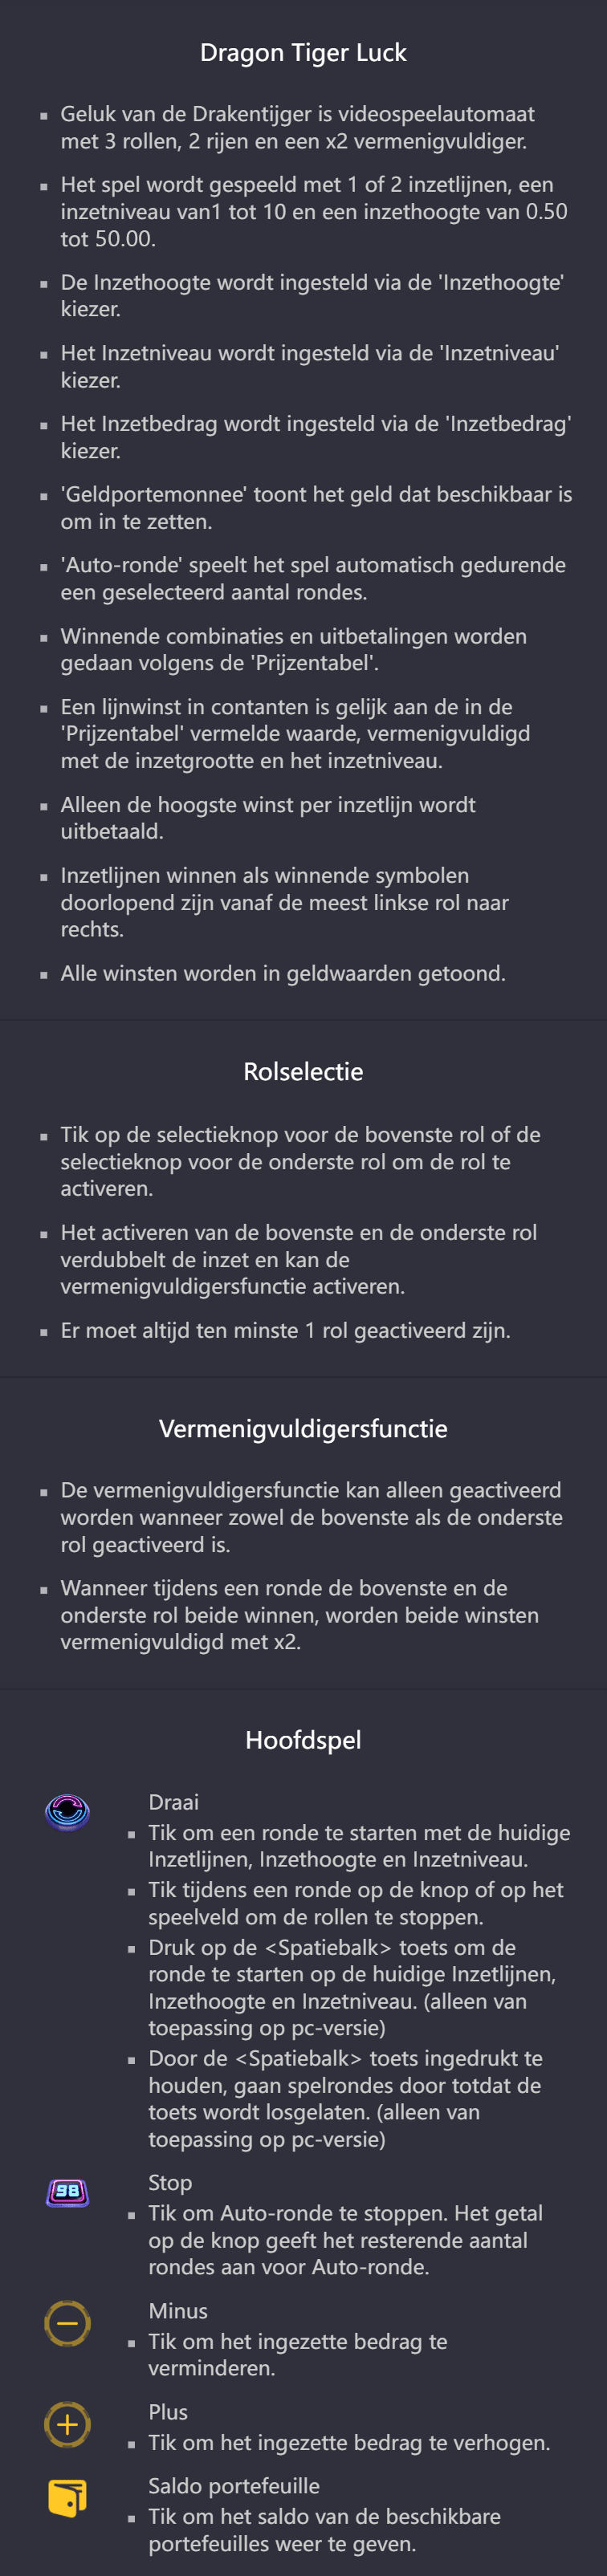 Dragon Tiger Luck
▪ Geluk van de Drakentijger is videospeelautomaat
met 3 rollen, 2 rijen en een x2 vermenigvuldiger.
▪ Het spel wordt gespeeld met 1 of 2 inzetlijnen, een
inzetniveau van1 tot 10 en een inzethoogte van 0.50
tot 50.00.
▪ De Inzethoogte wordt ingesteld via de 'Inzethoogte'
kiezer.
▪ Het Inzetniveau wordt ingesteld via de 'Inzetniveau'
kiezer.
▪ Het Inzetbedrag wordt ingesteld via de 'Inzetbedrag'
kiezer.
▪ 'Geldportemonnee' toont het geld dat beschikbaar is
om in te zetten.
▪ 'Auto-ronde' speelt het spel automatisch gedurende
een geselecteerd aantal rondes.
▪ Winnende combinaties en uitbetalingen worden
gedaan volgens de 'Prijzentabel'.
▪ Een lijnwinst in contanten is gelijk aan de in de
'Prijzentabel' vermelde waarde, vermenigvuldigd
met de inzetgrootte en het inzetniveau.
▪ Alleen de hoogste winst per inzetlijn wordt
uitbetaald.
▪ Inzetlijnen winnen als winnende symbolen
doorlopend zijn vanaf de meest linkse rol naar
rechts.
▪ Alle winsten worden in geldwaarden getoond.
Rolselectie
▪ Tik op de selectieknop voor de bovenste rol of de
selectieknop voor de onderste rol om de rol te
activeren.
▪ Het activeren van de bovenste en de onderste rol
verdubbelt de inzet en kan de
vermenigvuldigersfunctie activeren.
▪ Er moet altijd ten minste 1 rol geactiveerd zijn.
Vermenigvuldigersfunctie
▪ De vermenigvuldigersfunctie kan alleen geactiveerd
worden wanneer zowel de bovenste als de onderste
rol geactiveerd is.
▪ Wanneer tijdens een ronde de bovenste en de
onderste rol beide winnen, worden beide winsten
vermenigvuldigd met x2.
Hoofdspel
Draai
▪ Tik om een ronde te starten met de huidige
Inzetlijnen, Inzethoogte en Inzetniveau.
▪ Tik tijdens een ronde op de knop of op het
speelveld om de rollen te stoppen.
▪ Druk op de <Spatiebalk> toets om de
ronde te starten op de huidige Inzetlijnen,
Inzethoogte en Inzetniveau. (alleen van
toepassing op pc-versie)
▪ Door de <Spatiebalk> toets ingedrukt te
houden, gaan spelrondes door totdat de
toets wordt losgelaten. (alleen van
toepassing op pc-versie)
98 Stop
▪ Tik om Auto-ronde te stoppen. Het getal
op de knop geeft het resterende aantal
rondes aan voor Auto-ronde.
Minus
▪ Tik om het ingezette bedrag te
verminderen.
Plus
▪ Tik om het ingezette bedrag te verhogen.
Saldo portefeuille
▪ Tik om het saldo van de beschikbare
portefeuilles weer te geven.